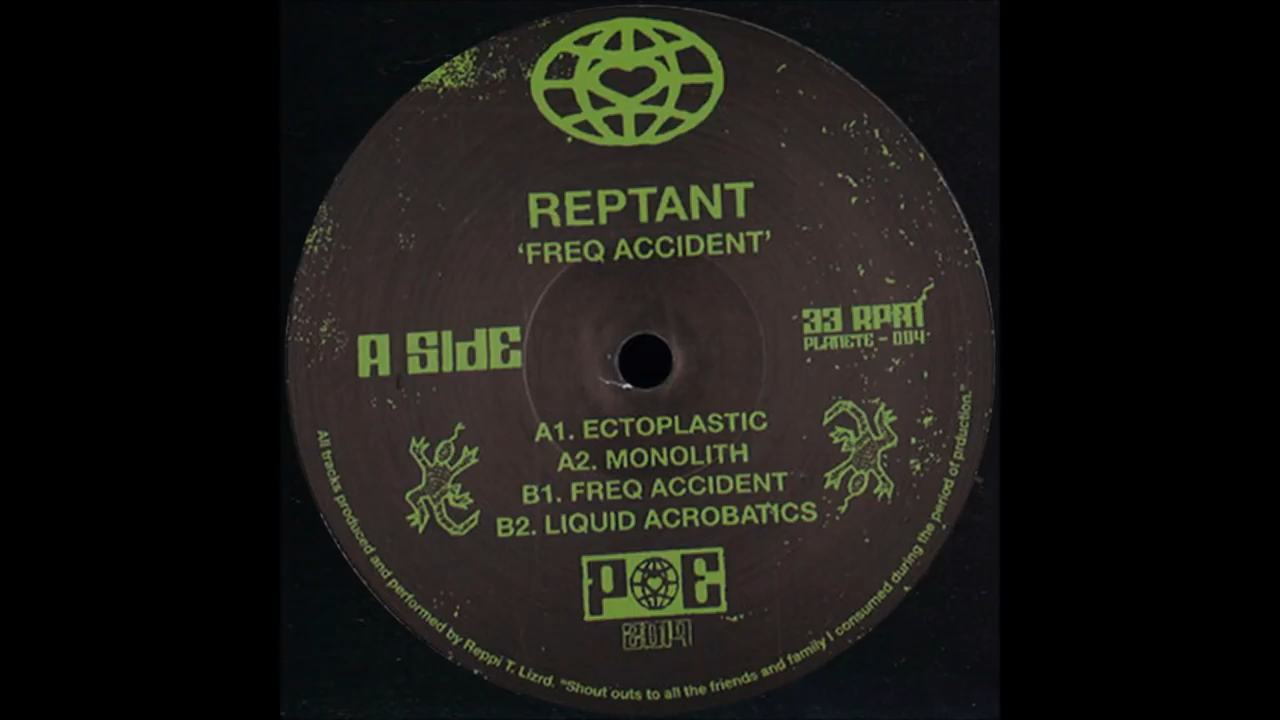 REPTANT
'FREQ ACCIDENT'
A SIdE
33 RPM
PLANETE - 004
A1. ECTOPLASTIC
A2. MONOLITH
B1. FREQ ACCIDENT
B2. LIQUID ACROBATICS
P E
2019
All tracks produced and performed by Reppi T. Lizrd. "Shout outs to all the friends and family I consumed during the period of prduction."